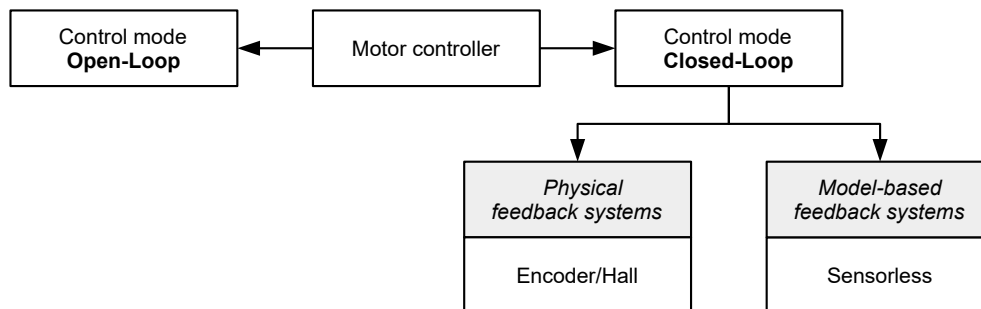 Control mode
Open-Loop
Motor controller
Control mode
Closed-Loop
Physical
feedback systems
Encoder/Hall
Model-based
feedback systems
Sensorless